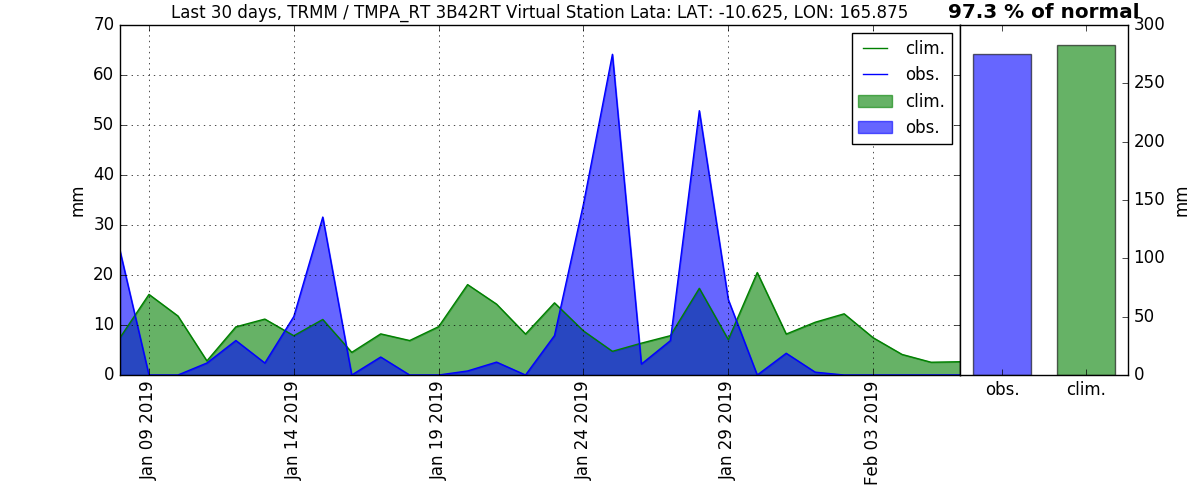 Last 30 days, TRMM / TMPA_RT 3B42RT Virtual Station Lata: LAT: -10.625, LON: 165.875
97.3 % of normal
70
60
50
40
30
20
10
0
mm
clim.
obs.
clim.
obs.
Jan 09 2019
Jan 14 2019
Jan 19 2019
Jan 24 2019
Jan 29 2019
Feb 03 2019
300
250
200
150
100
50
0
mm
obs.
clim.